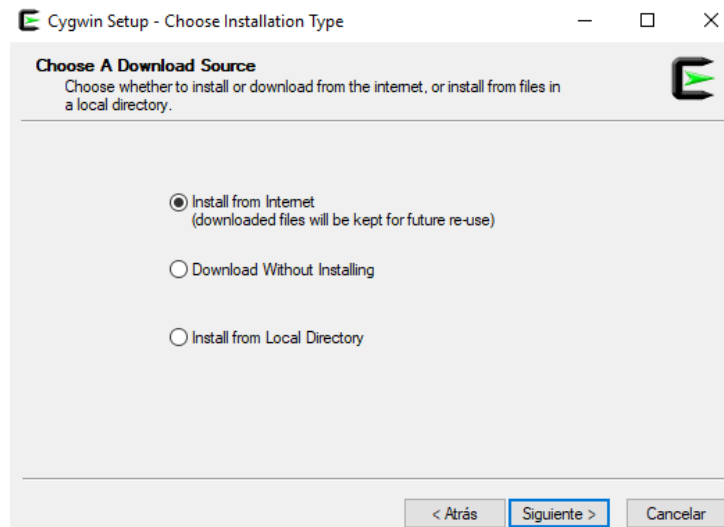 Cygwin Setup - Choose Installation Type
Choose A Download Source
Choose whether to install or download from the internet, or install from files in
a local directory.
Install from Internet
(downloaded files will be kept for future re-use)
Download Without Installing
Install from Local Directory
< Atrás Siguiente > Cancelar